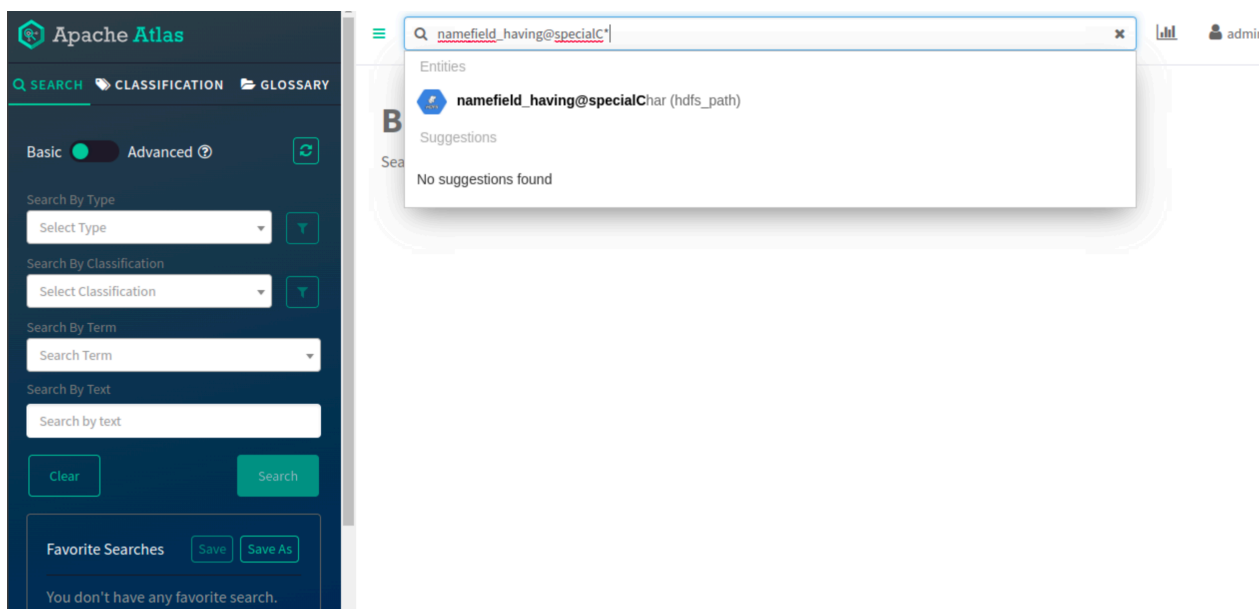 Apache Atlas
SEARCH CLASSIFICATION GLOSSARY
Basic Advanced
Search By Type
Select Type
Search By Classification
Select Classification
Search By Term
Search Term
Search By Text
Search by text
Clear Search
Favorite Searches Save Save As
You don't have any favorite search.
namefield_having@specialC*
admi
Entities
namefield_having@specialChar (hdfs_path)
Suggestions
No suggestions found
B
Sea